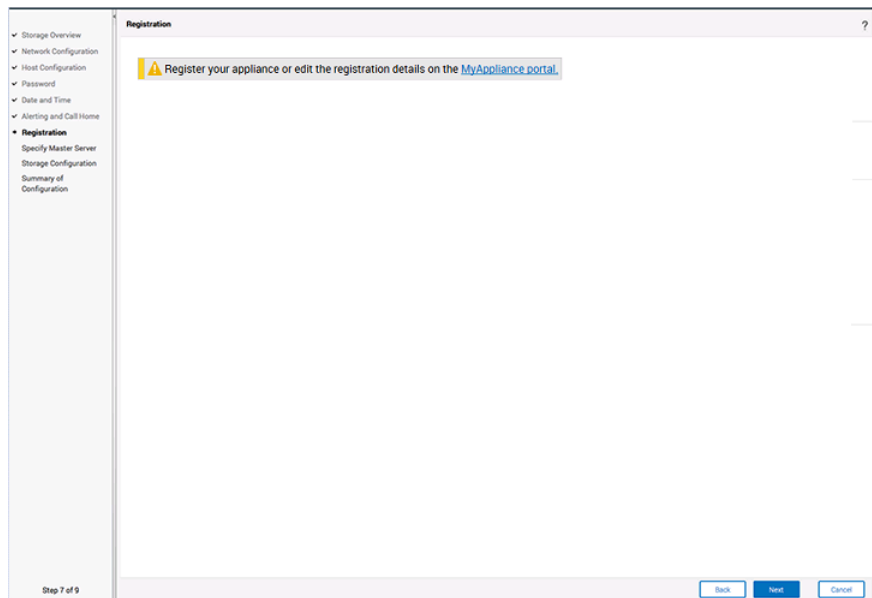 Registration
?
✓ Storage Overview
✓ Network Configuration
✓ Host Configuration
✓ Password
✓ Date and Time
✓ Alerting and Call Home
• Registration
Specify Master Server
Storage Configuration
Summary of
Configuration
Register your appliance or edit the registration details on the MyAppliance portal.
Step 7 of 9
Back
Next
Cancel